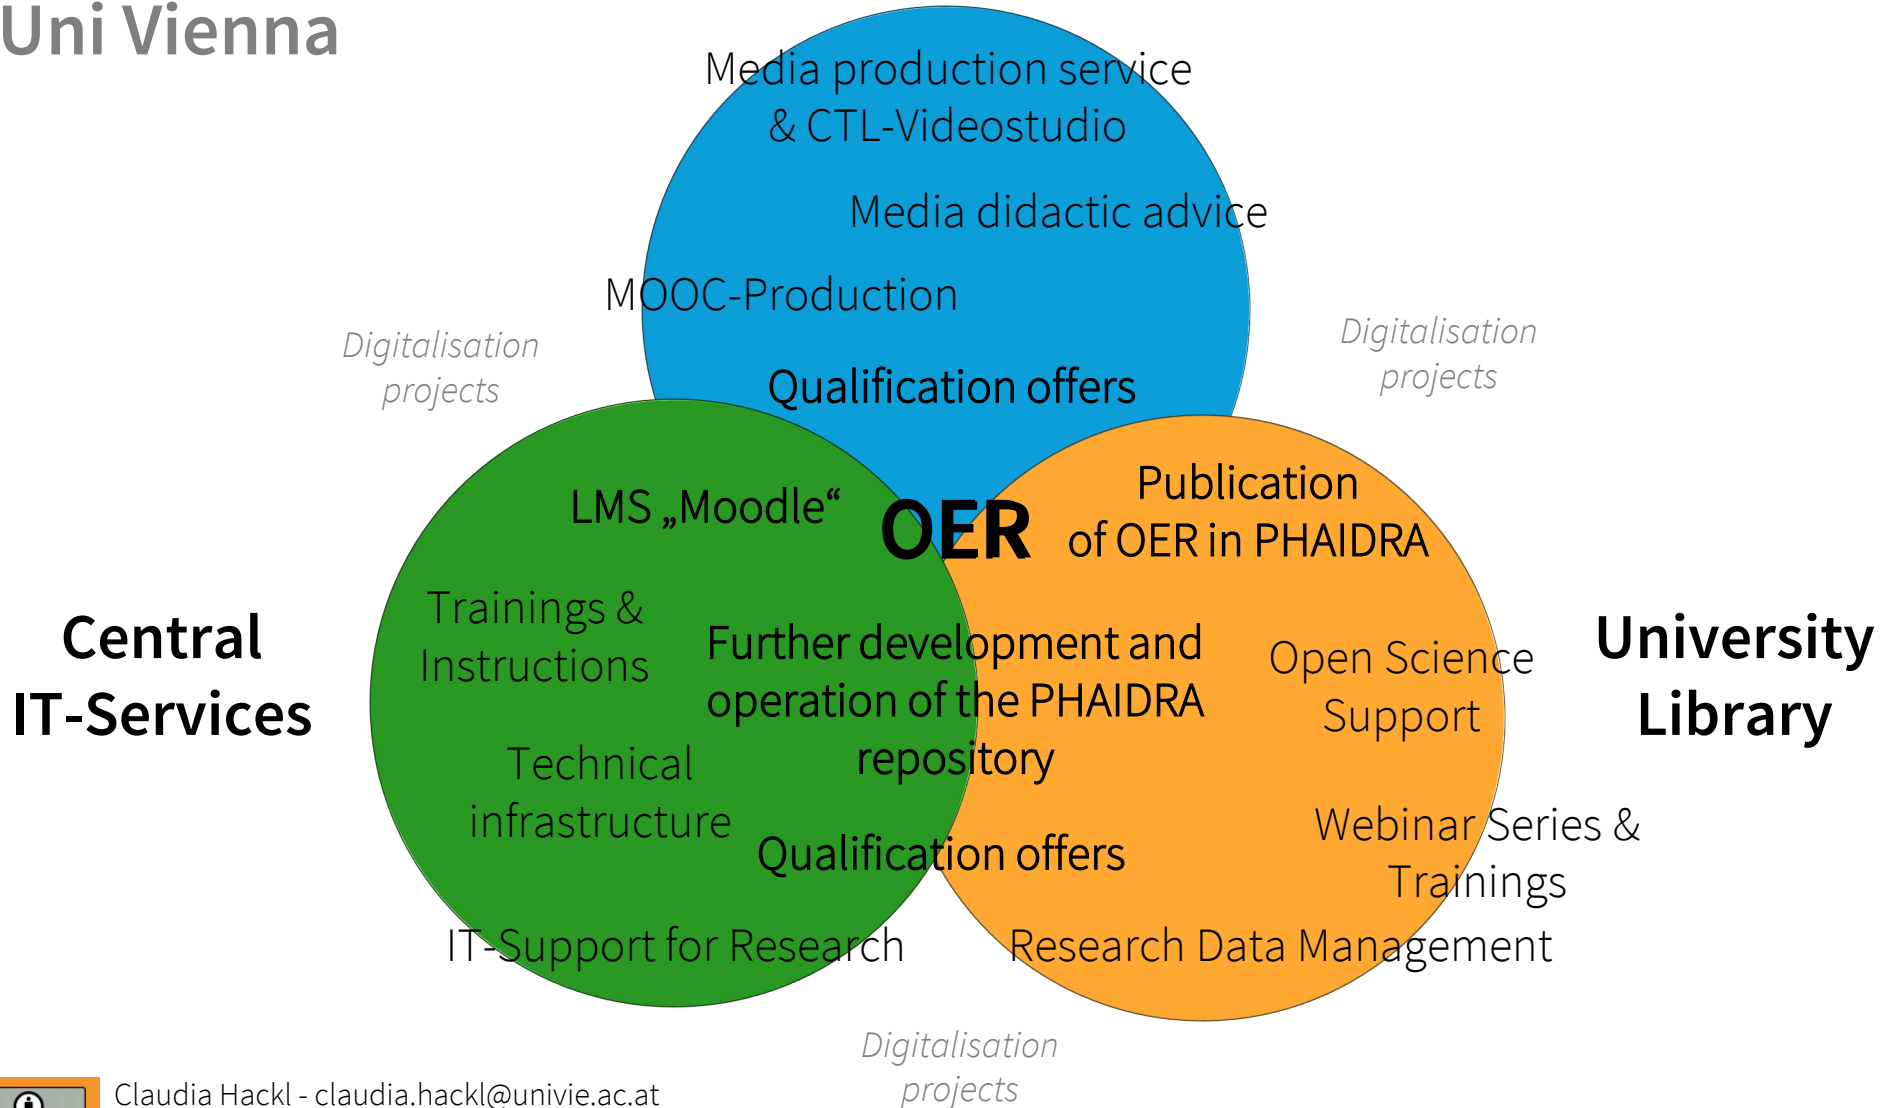 Uni Vienna
Media production service
& CTL-Videostudio
Media didactic advice
MOOC-Production
Digitalisation
projects
Digitalisation
projects
Qualification offers
LMS „Moodle“
OER
Publication
of OER in PHAIDRA
Central
IT-Services
Trainings &
Instructions
Further development and
operation of the PHAIDRA
repository
Open Science
Support
University
Library
Technical
infrastructure
Qualification offers
Webinar Series &
Trainings
IT-Support for Research
Research Data Management
Digitalisation
projects
Claudia Hackl - claudia.hackl@univie.ac.at